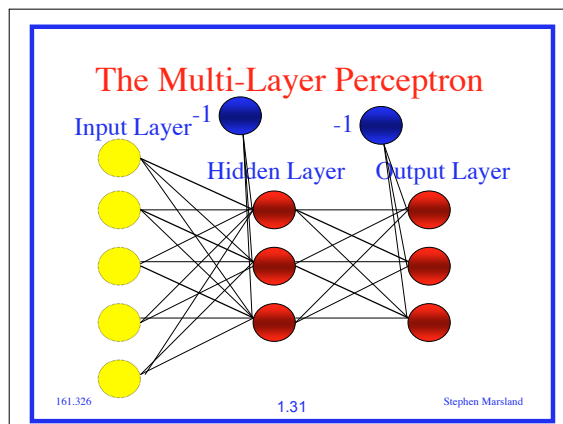 The Multi-Layer Perceptron
-1
-1
Input Layer
Hidden Layer
Output Layer
161.326
1.31
Stephen Marsland